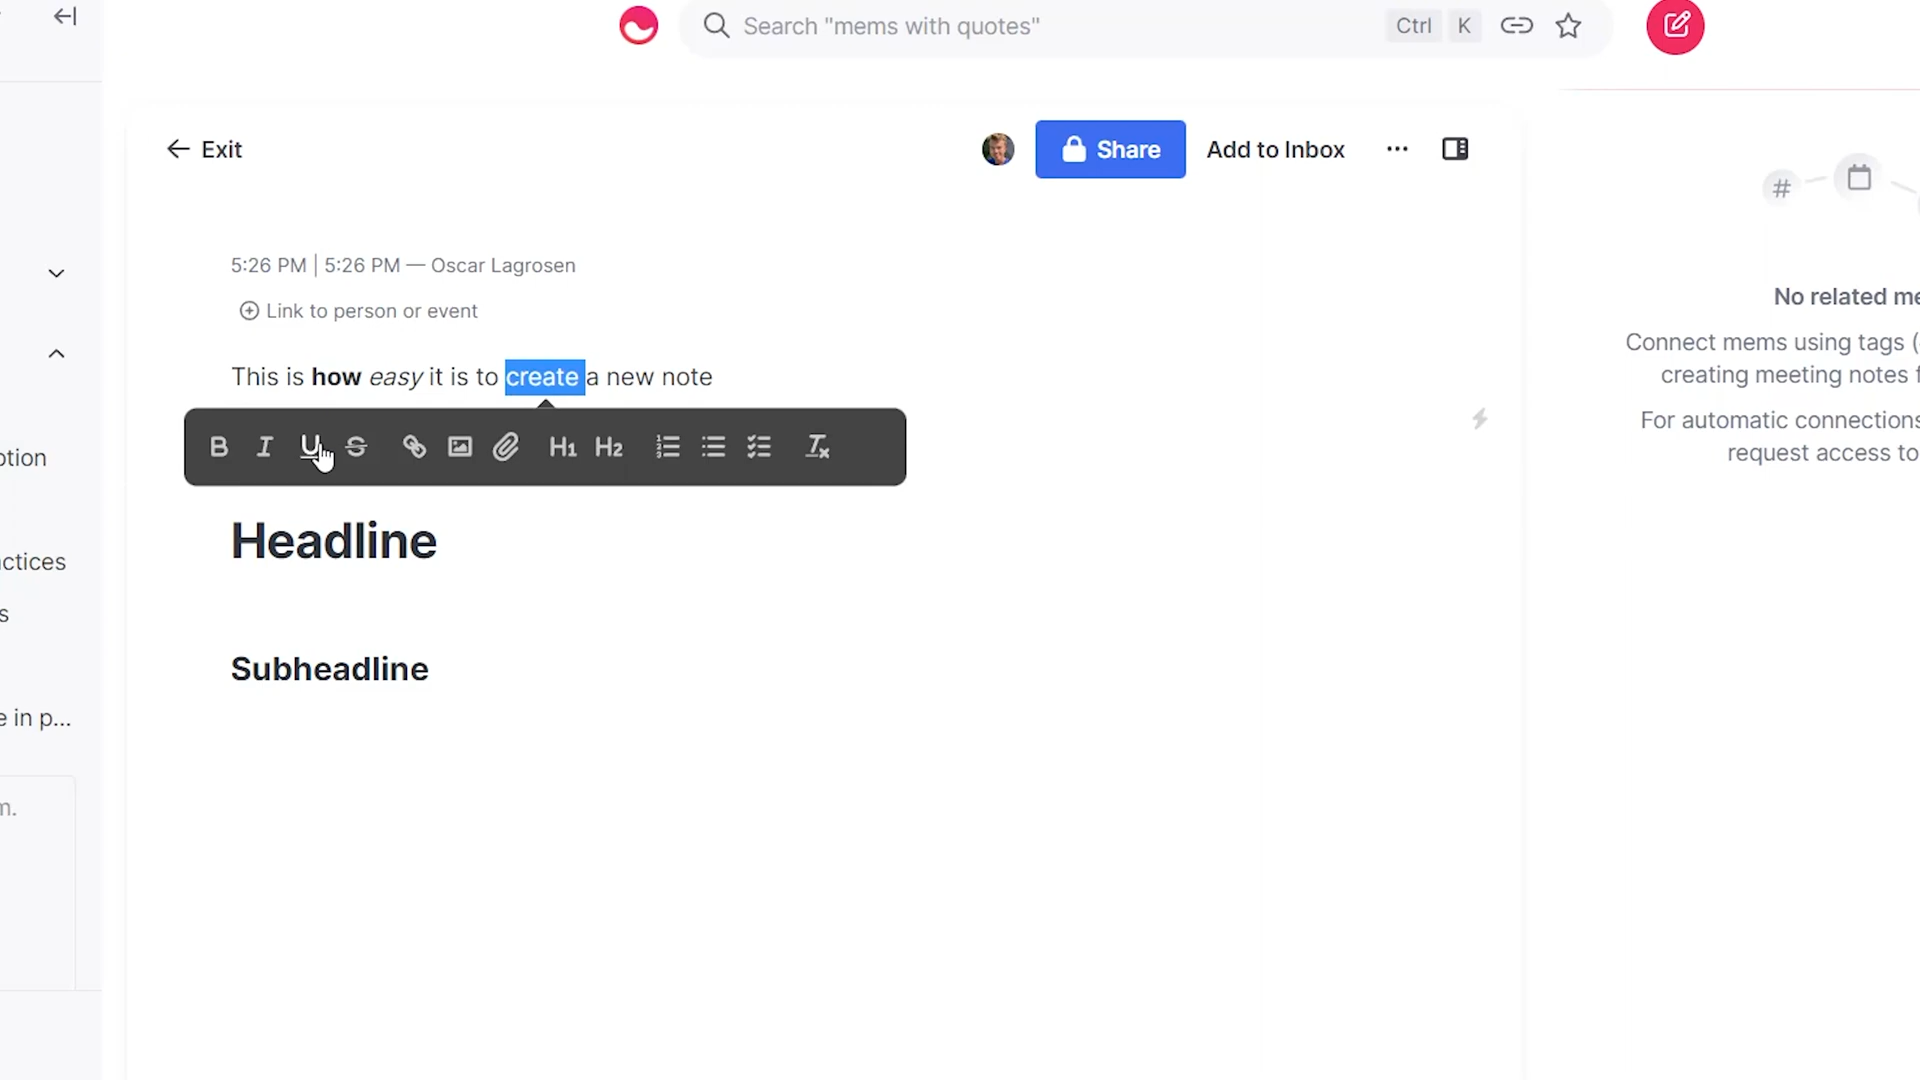 Search "mems with quotes"
Ctrl K
Exit
Share
Add to Inbox
5:26 PM | 5:26 PM — Oscar Lagrosen
Link to person or event
This is how easy it is to create a new note
B I U S H1 H2
Headline
Subheadline
ption
ctices
s
e in p...
m.
#
No related me
Connect mems using tags (
creating meeting notes f
For automatic connections
request access to